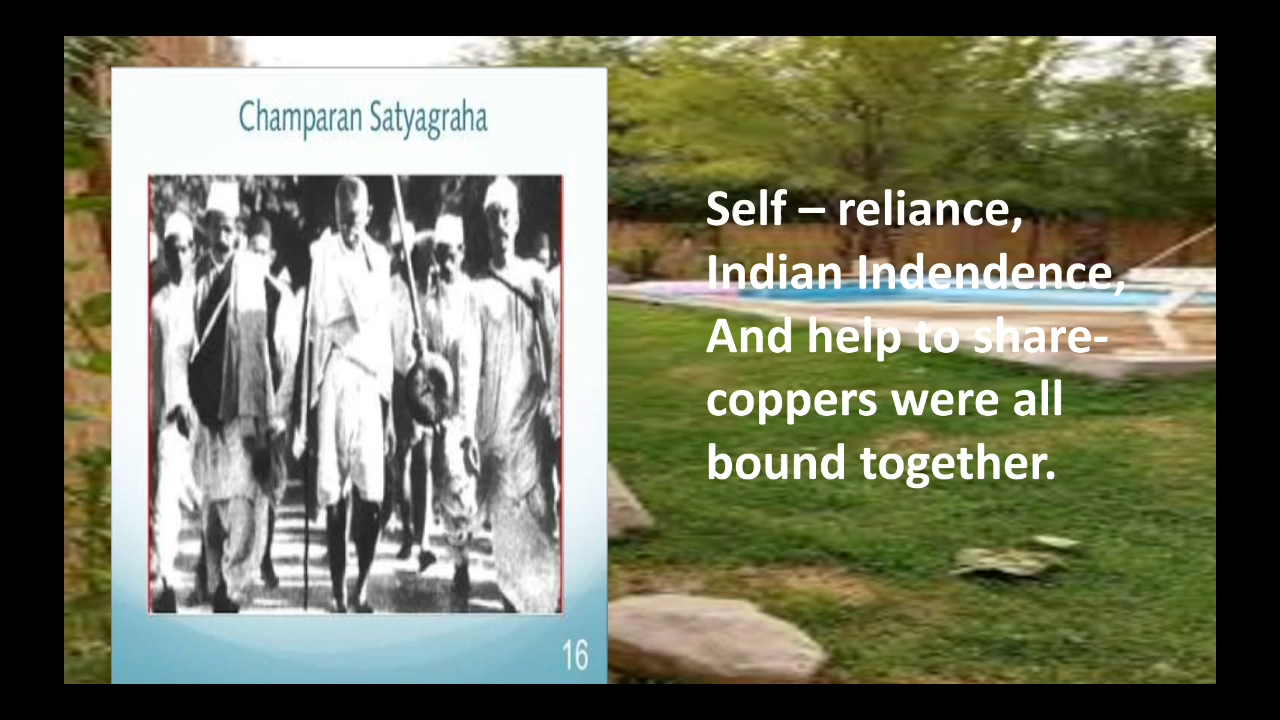 Champaran Satyagraha
16
Self – reliance,
Indian Indendence,
And help to share-
coppers were all
bound together.